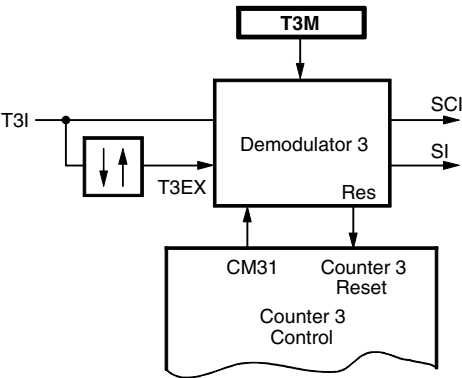 T3M
T3I
SCI
Demodulator 3
SI
T3EX
Res
CM31
Counter 3
Reset
Counter 3
Control